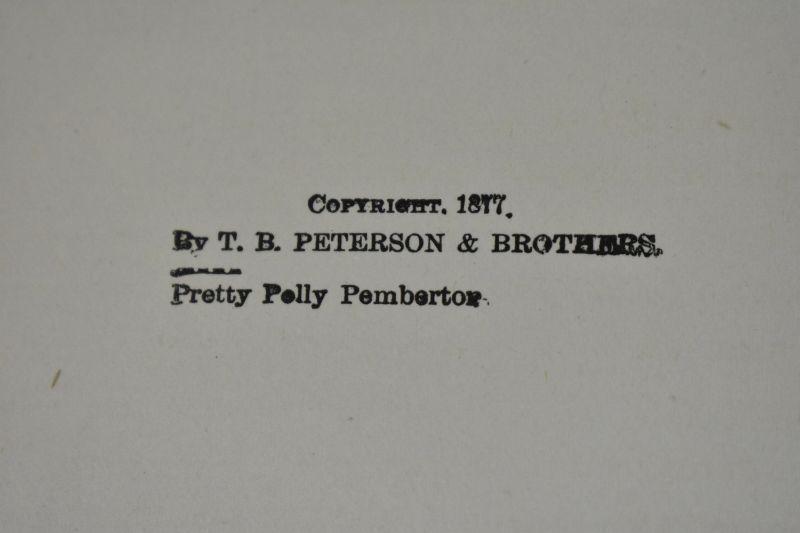 COPYRIGHT. 1877.
By T. B. PETERSON & BROTHERS.
Pretty Polly Pemberton.